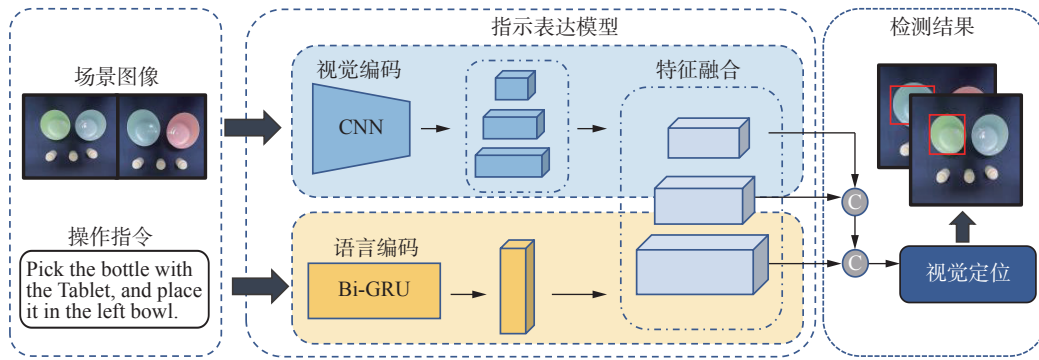 场景图像
操作指令
Pick the bottle with
the Tablet, and place
it in the left bowl.
指示表达模型
视觉编码
CNN
特征融合
语言编码
Bi-GRU
检测结果
C
C
视觉定位